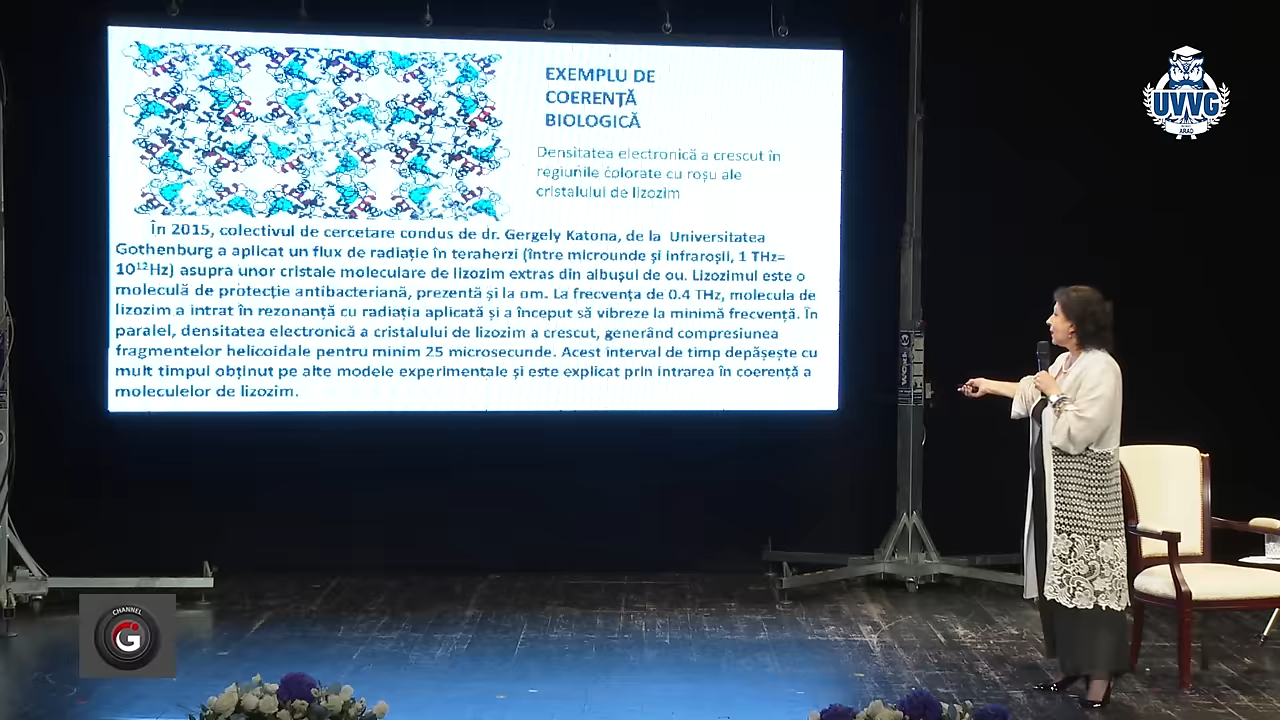 EXEMPLU DE
COERENȚĂ
BIOLOGICĂ
Densitatea electronică a crescut în
regiunile colorate cu roșu ale
cristalului de lizozim
În 2015, colectivul de cercetare condus de dr. Gergely Katona, de la Universitatea
Gothenburg a aplicat un flux de radiație în teraherzi (între microunde și infraroșii, 1 THz=
10¹²Hz) asupra unor cristale moleculare de lizozim extras din albușul de ou. Lizozimul este o
moleculă de protecție antibacteriană, prezentă și la om. La frecvența de 0.4 THz, molecula de
lizozim a intrat în rezonanță cu radiația aplicată și a început să vibreze la minimă frecvență. În
paralel, densitatea electronică a cristalului de lizozim a crescut, generând compresiunea
fragmentelor helicoidale pentru minim 25 microsecunde. Acest interval de timp depășește cu
mult timpul obținut pe alte modele experimentale și este explicat prin intrarea în coerență a
moleculelor de lizozim.
UVVG
ARAD
Work
CHANNEL
G